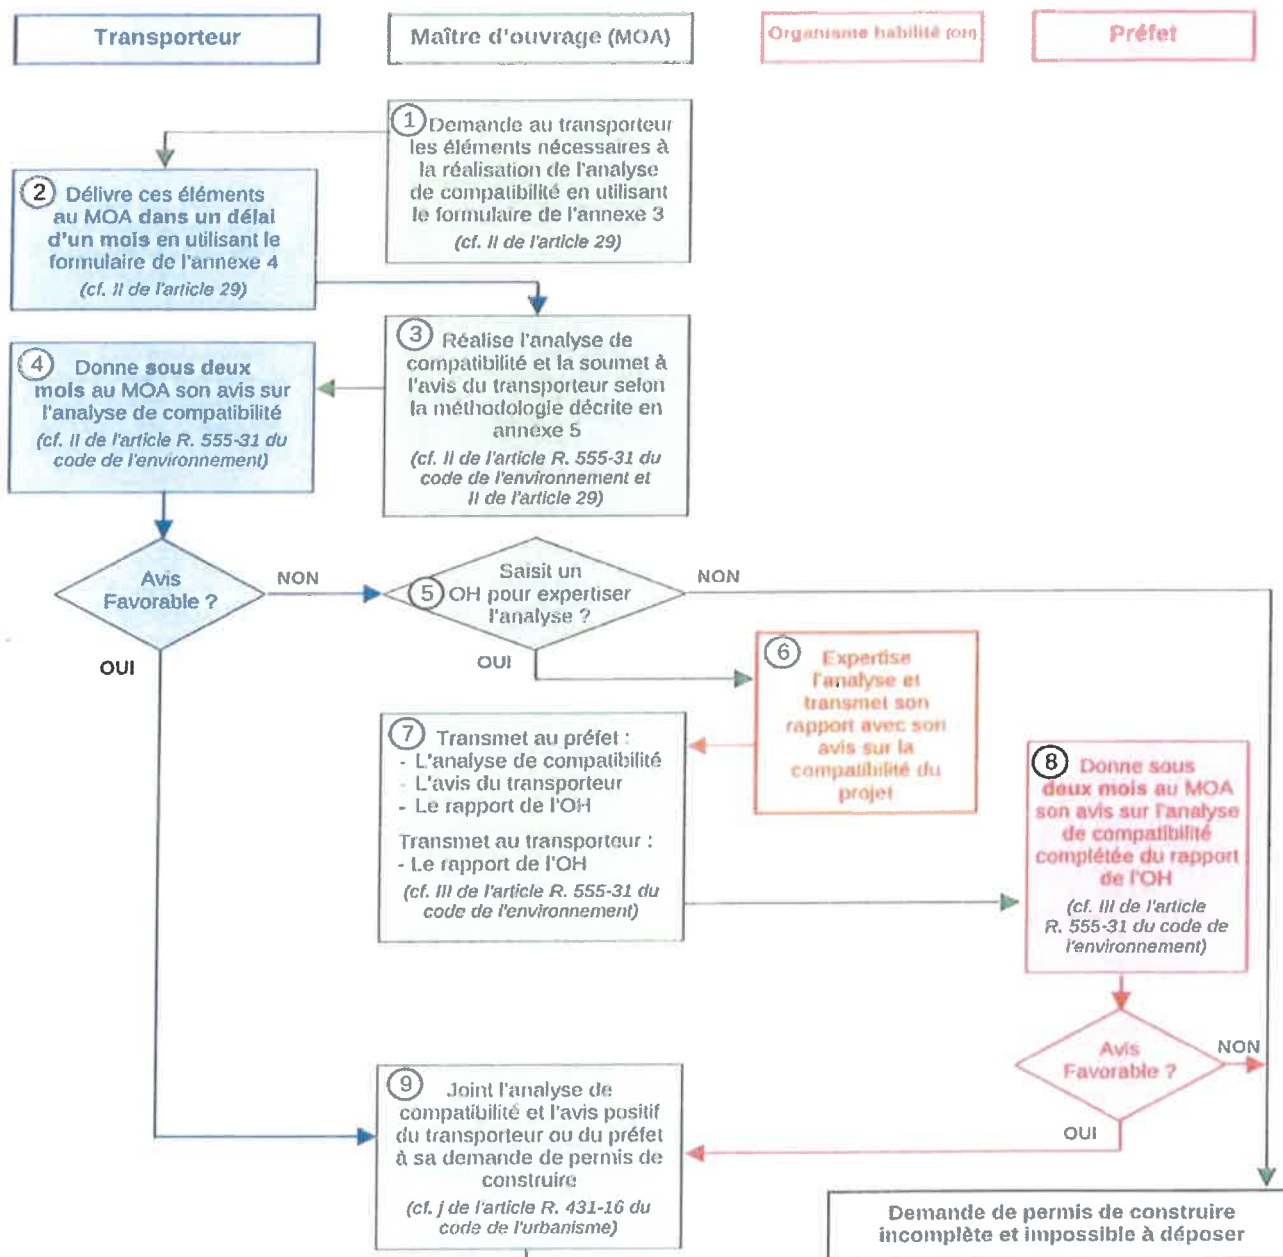 Transporteur
Maître d'ouvrage (MOA)
Organisme habilité (OH)
Préfet
1 Demande au transporteur
les éléments nécessaires à
la réalisation de l'analyse
de compatibilité en utilisant
le formulaire de l'annexe 3
(cf. II de l'article 29)
2 Délivre ces éléments
au MOA dans un délai
d'un mois en utilisant le
formulaire de l'annexe 4
(cf. II de l'article 29)
3 Réalise l'analyse de
compatibilité et la soumet à
l'avis du transporteur selon
la méthodologie décrite en
annexe 5
(cf. II de l'article R. 555-31 du
code de l'environnement et
II de l'article 29)
4 Donne sous deux
mois au MOA son avis sur
l'analyse de compatibilité
(cf. II de l'article R. 555-31 du
code de l'environnement)
Avis
Favorable ?
NON
OUI
5 Saisit un
OH pour expertiser
l'analyse ?
NON
OUI
6 Expertise
l'analyse et
transmet son
rapport avec son
avis sur la
compatibilité du
projet
7 Transmet au préfet :
- L'analyse de compatibilité
- L'avis du transporteur
- Le rapport de l'OH
Transmet au transporteur :
- Le rapport de l'OH
(cf. III de l'article R. 555-31 du
code de l'environnement)
8 Donne sous
deux mois au MOA
son avis sur l'analyse
de compatibilité
complétée du rapport
de l'OH
(cf. III de l'article
R. 555-31 du code de
l'environnement)
Avis
Favorable ?
NON
OUI
9 Joint l'analyse de
compatibilité et l'avis positif
du transporteur ou du préfet
à sa demande de permis de
construire
(cf. j de l'article R. 431-16 du
code de l'urbanisme)
Demande de permis de construire
incomplète et impossible à déposer